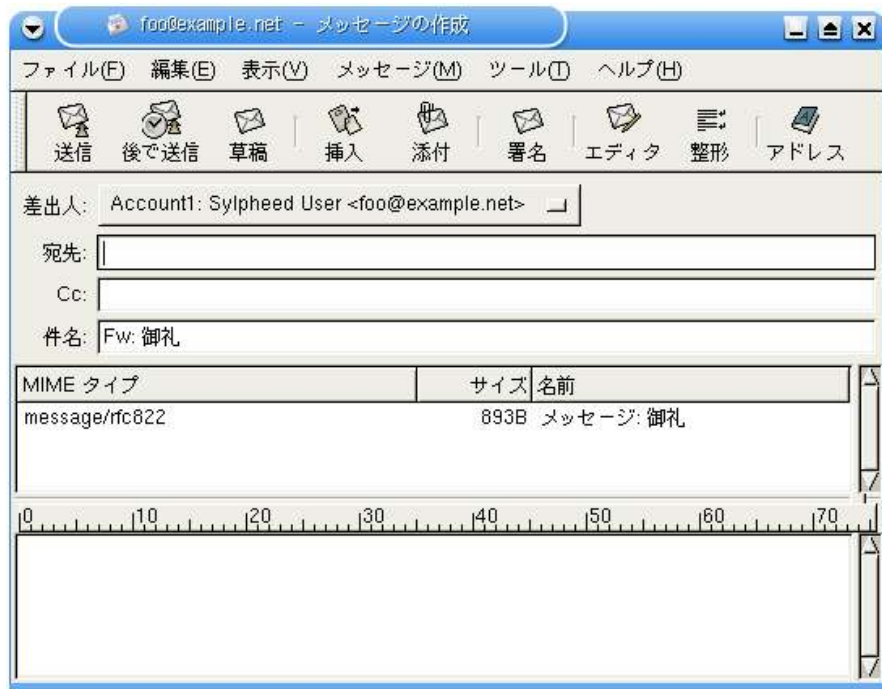 foo@example.net - メッセージの作成
ファイル(F) 編集(E) 表示(V) メッセージ(M) ツール(T) ヘルプ(H)
送信 後で送信 草稿 挿入 添付 署名 エディタ 整形 アドレス
差出人: Account1: Sylpheed User <foo@example.net>
宛先:
Cc:
件名: Fw: 御礼
MIME タイプ サイズ 名前
message/rfc822 893B メッセージ: 御礼
0 10 20 30 40 50 60 70